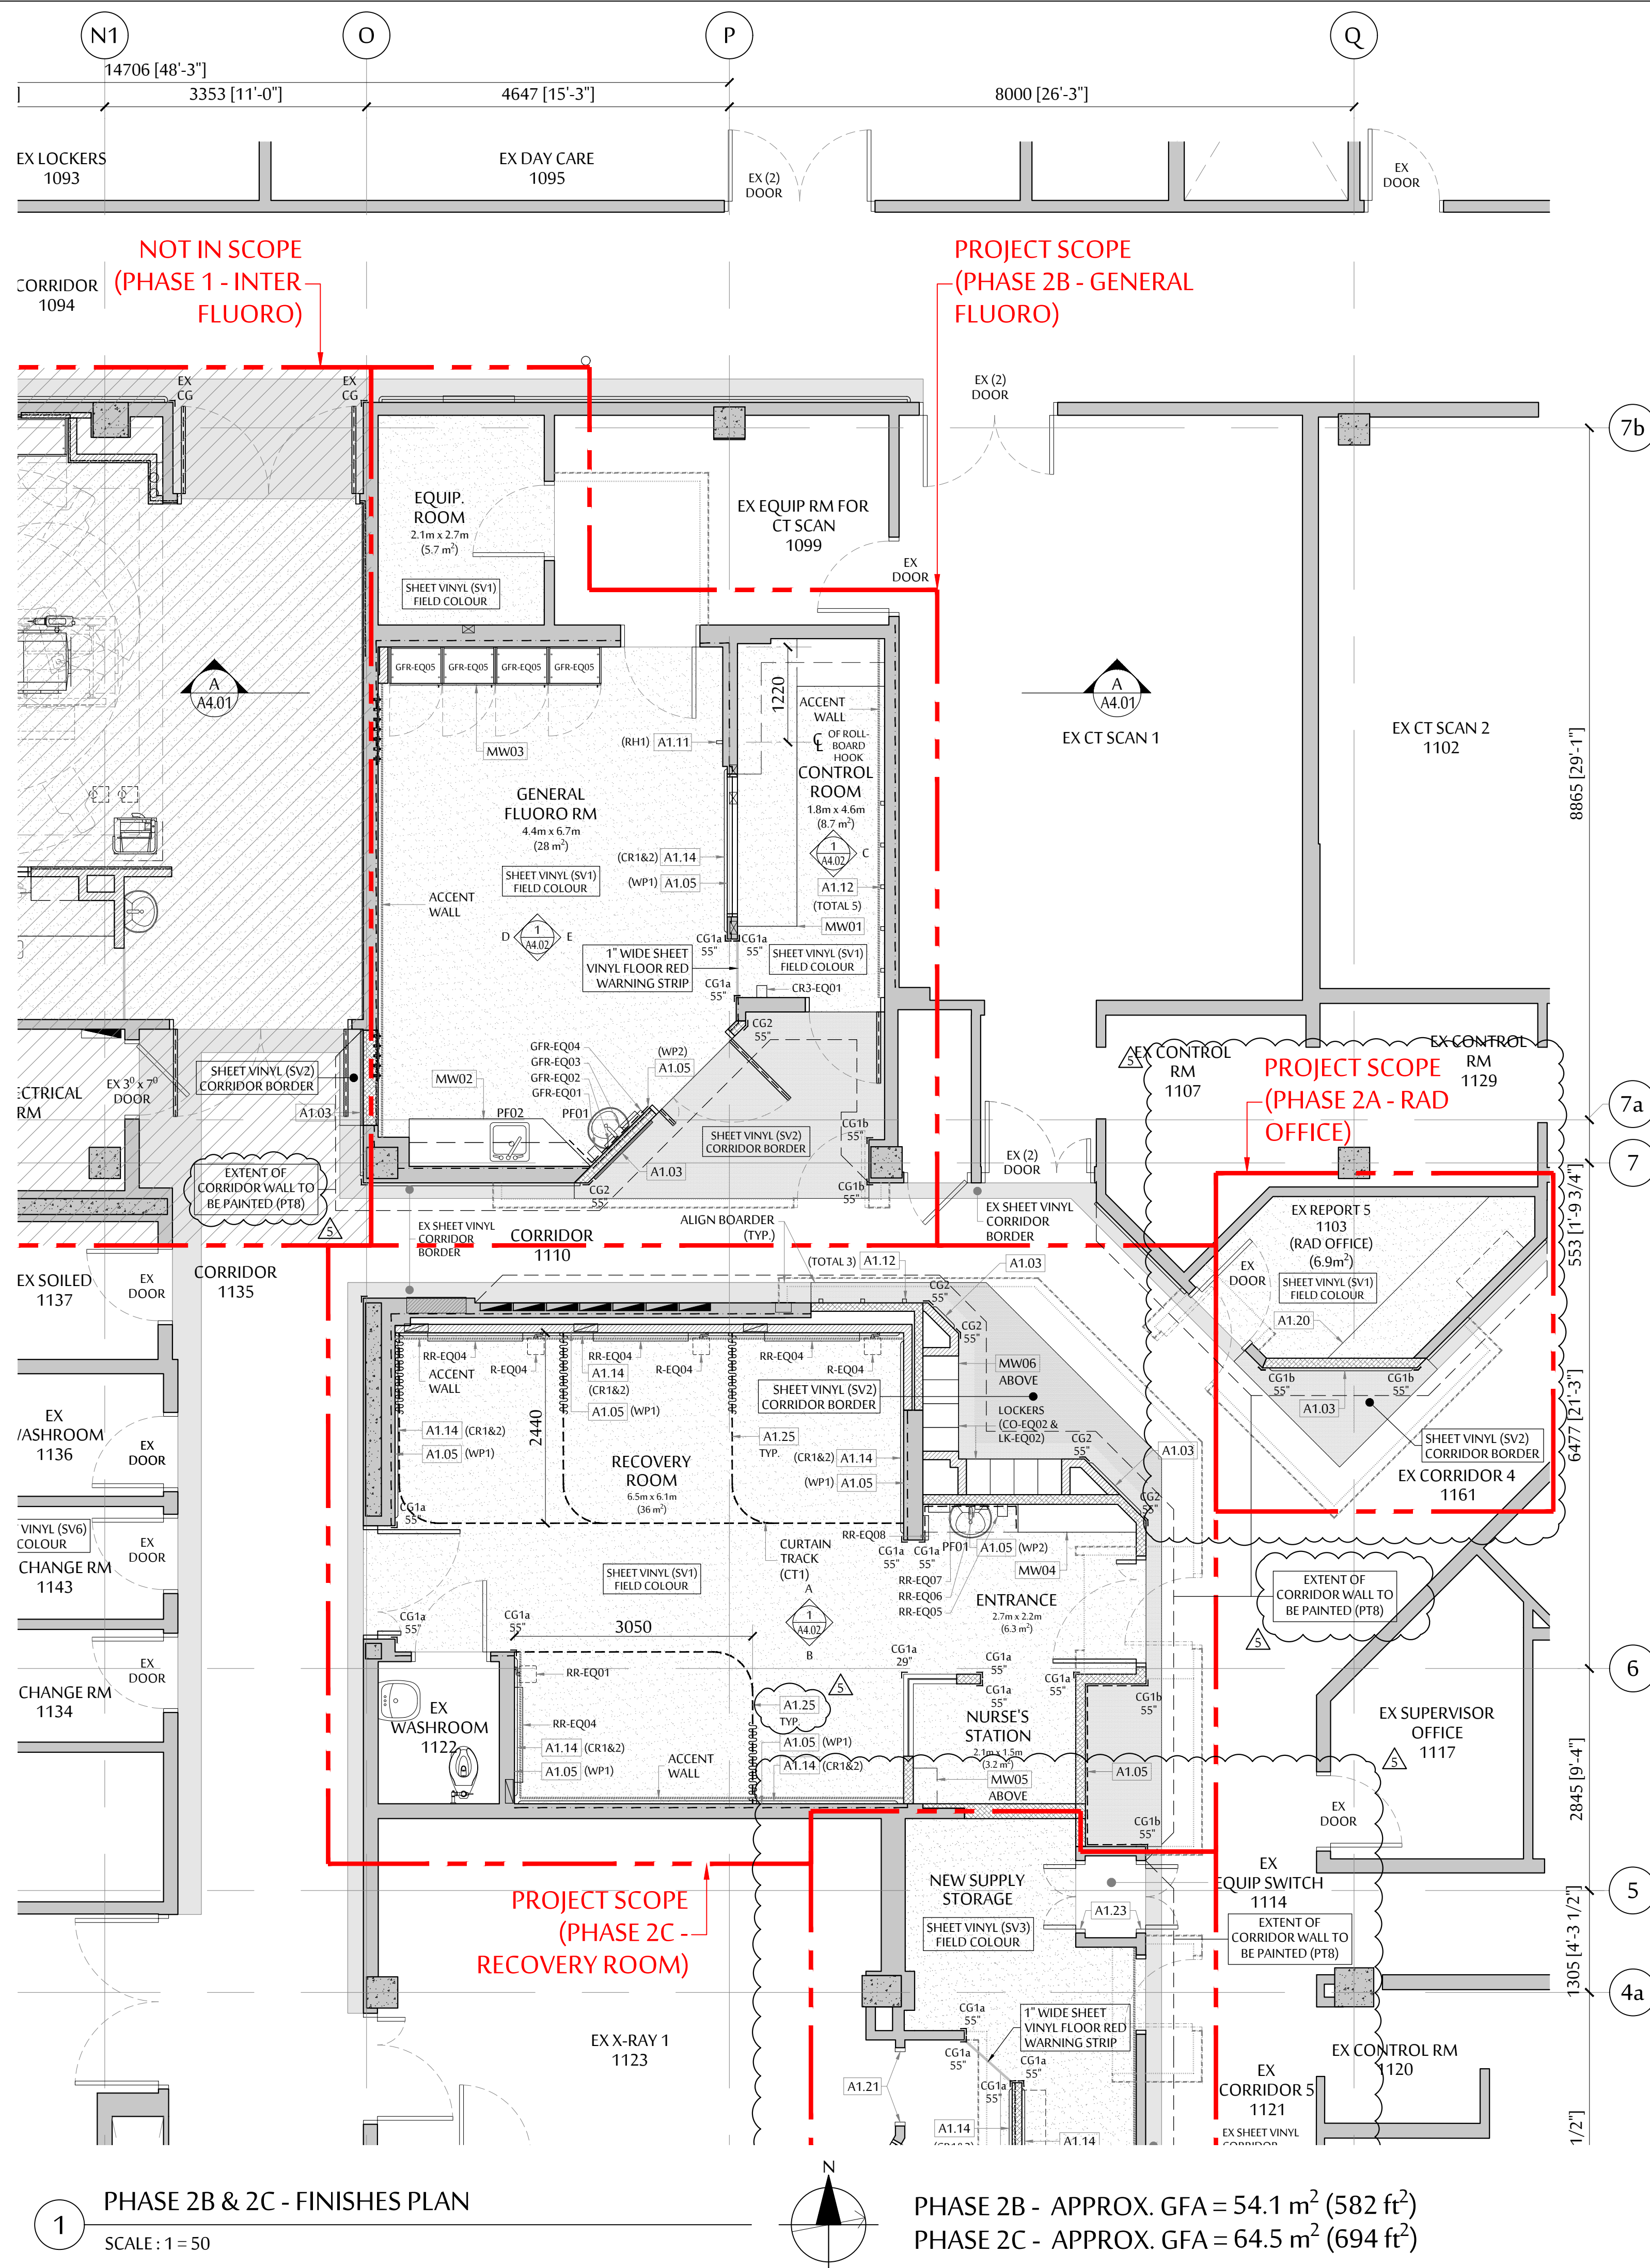 N1
O
P
Q
14706 [48'-3"]
]
3353 [11'-0"]
4647 [15'-3"]
8000 [26'-3"]
EX LOCKERS
1093
EX DAY CARE
1095
EX (2)
DOOR
EX
DOOR
NOT IN SCOPE
(PHASE 1 - INTER
FLUORO)
PROJECT SCOPE
(PHASE 2B - GENERAL
FLUORO)
CORRIDOR
1094
EX
CG
EX
CG
EX (2)
DOOR
7b
EQUIP.
ROOM
2.1m x 2.7m
(5.7 m²)
SHEET VINYL (SV1)
FIELD COLOUR
EX EQUIP RM FOR
CT SCAN
1099
EX
DOOR
GFR-EQ05
GFR-EQ05
GFR-EQ05
GFR-EQ05
A
A4.01
A
A4.01
1220
ACCENT
WALL
MW03
(RH1) A1.11
CL OF ROLL-
BOARD
HOOK
EX CT SCAN 1
EX CT SCAN 2
1102
8865 [29'-1"]
CONTROL
ROOM
1.8m x 4.6m
(8.7 m²)
GENERAL
FLUORO RM
4.4m x 6.7m
(28 m²)
SHEET VINYL (SV1)
FIELD COLOUR
(CR1&2) A1.14
(WP1) A1.05
1
A4.02
C
A1.12
(TOTAL 5)
MW01
ACCENT
WALL
D
1
A4.02
E
CG1a
55"
CG1a
55"
1" WIDE SHEET
VINYL FLOOR RED
WARNING STRIP
SHEET VINYL (SV1)
FIELD COLOUR
CG1a
55"
CR3-EQ01
CG2
55"
GFR-EQ04
GFR-EQ03
GFR-EQ02
GFR-EQ01
(WP2)
A1.05
MW02
PF02
PF01
SHEET VINYL (SV2)
CORRIDOR BORDER
EX 3⁰ x 7⁰
DOOR
A1.03
ECTRICAL
RM
5
EX CONTROL
RM
1107
EX CONTROL
RM
1129
PROJECT SCOPE
(PHASE 2A - RAD
OFFICE)
7a
7
CG1b
55"
SHEET VINYL (SV2)
CORRIDOR BORDER
A1.03
CG2
55"
CG1b
55"
EX (2)
DOOR
EXTENT OF
CORRIDOR WALL TO
BE PAINTED (PT8)
5
EX SHEET VINYL
CORRIDOR
BORDER
CORRIDOR
1110
ALIGN BOARDER
(TYP.)
EX SHEET VINYL
CORRIDOR
BORDER
EX REPORT 5
1103
(RAD OFFICE)
(6.9m²)
SHEET VINYL (SV1)
FIELD COLOUR
EX
DOOR
A1.20
553 [1'-9 3/4"]
EX SOILED
1137
EX
DOOR
CORRIDOR
1135
(TOTAL 3) A1.12
A1.03
CG2
55"
CG2
55"
RR-EQ04
R-EQ04
RR-EQ04
R-EQ04
RR-EQ04
R-EQ04
ACCENT
WALL
A1.14
(CR1&2)
A1.05 (WP1)
2440
SHEET VINYL (SV2)
CORRIDOR BORDER
MW06
ABOVE
LOCKERS
(CO-EQ02 &
LK-EQ02)
CG1b
55"
CG1b
55"
A1.03
SHEET VINYL (SV2)
CORRIDOR BORDER
6477 [21'-3"]
EX CORRIDOR 4
1161
EX
WASHROOM
1136
EX
DOOR
A1.14 (CR1&2)
A1.05 (WP1)
A1.25
TYP.
(CR1&2) A1.14
(WP1) A1.05
CG2
55"
A1.03
CG2
55"
RECOVERY
ROOM
6.5m x 6.1m
(36 m²)
CG1a
55"
VINYL (SV6)
COLOUR
EX
DOOR
CHANGE RM
1143
SHEET VINYL (SV1)
FIELD COLOUR
CURTAIN
TRACK
(CT1)
RR-EQ08
CG1a
55"
CG1a
55"
PF01
A1.05 (WP2)
MW04
RR-EQ07
RR-EQ06
RR-EQ05
ENTRANCE
2.7m x 2.2m
(6.3 m²)
EXTENT OF
CORRIDOR WALL TO
BE PAINTED (PT8)
5
A
1
A4.02
B
CG1a
55"
CG1a
55"
3050
CG1a
29"
CG1a
55"
CG1a
55"
CG1a
55"
CG1b
55"
6
EX
DOOR
CHANGE RM
1134
EX
WASHROOM
1122
RR-EQ01
RR-EQ04
A1.14 (CR1&2)
A1.05 (WP1)
ACCENT
WALL
A1.25
TYP.
5
A1.05 (WP1)
A1.14 (CR1&2)
NURSE'S
STATION
2.1m x 1.5m
(3.2 m²)
MW05
ABOVE
A1.05
CG1b
55"
EX SUPERVISOR
OFFICE
1117
5
EX
DOOR
2845 [9'-4"]
PROJECT SCOPE
(PHASE 2C -
RECOVERY ROOM)
NEW SUPPLY
STORAGE
SHEET VINYL (SV3)
FIELD COLOUR
A1.23
EX
EQUIP SWITCH
1114
EXTENT OF
CORRIDOR WALL TO
BE PAINTED (PT8)
5
1305 [4'-3 1/2"]
4a
EX X-RAY 1
1123
CG1a
55"
1" WIDE SHEET
VINYL FLOOR RED
WARNING STRIP
CG1a
55"
CG1a
55"
CG1a
55"
A1.21
A1.14
A1.14
EX CONTROL RM
1120
EX
CORRIDOR 5
1121
EX SHEET VINYL
1/2"]
1
PHASE 2B & 2C - FINISHES PLAN
SCALE : 1 = 50
N
PHASE 2B - APPROX. GFA = 54.1 m² (582 ft²)
PHASE 2C - APPROX. GFA = 64.5 m² (694 ft²)